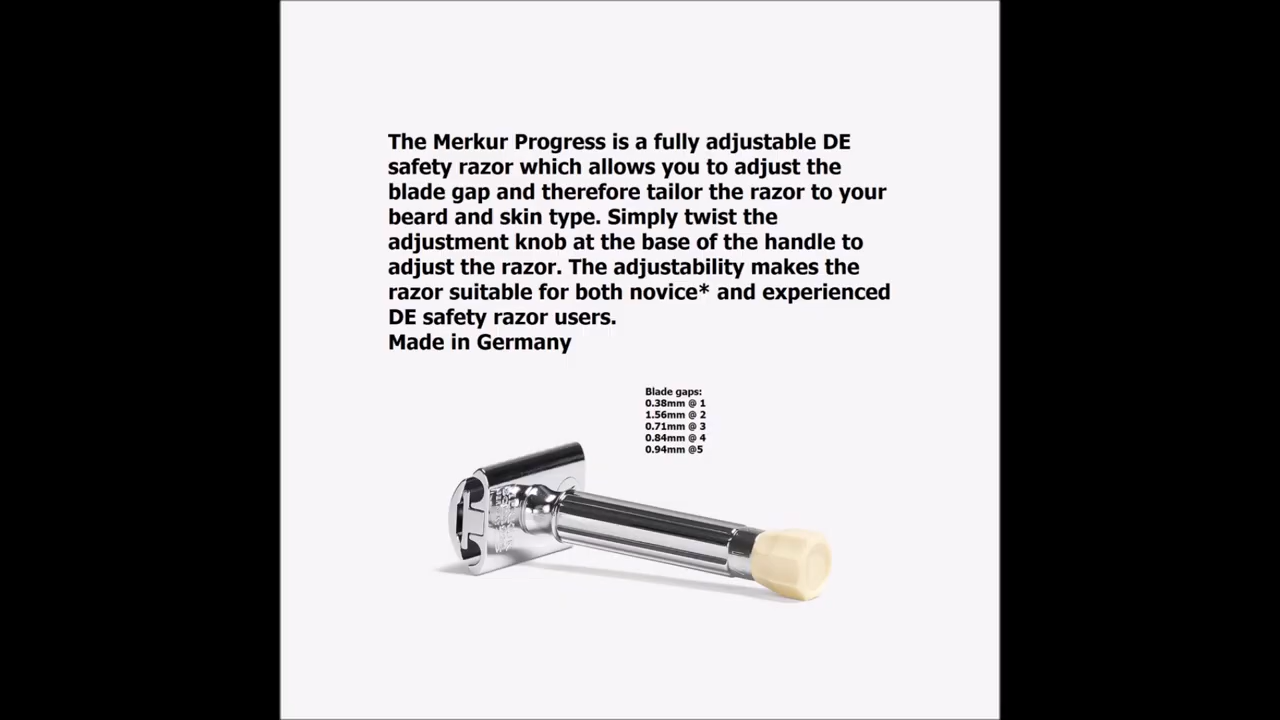 The Merkur Progress is a fully adjustable DE
safety razor which allows you to adjust the
blade gap and therefore tailor the razor to your
beard and skin type. Simply twist the
adjustment knob at the base of the handle to
adjust the razor. The adjustability makes the
razor suitable for both novice* and experienced
DE safety razor users.
Made in Germany
Blade gaps:
0.38mm @ 1
1.56mm @ 2
0.71mm @ 3
0.84mm @ 4
0.94mm @5